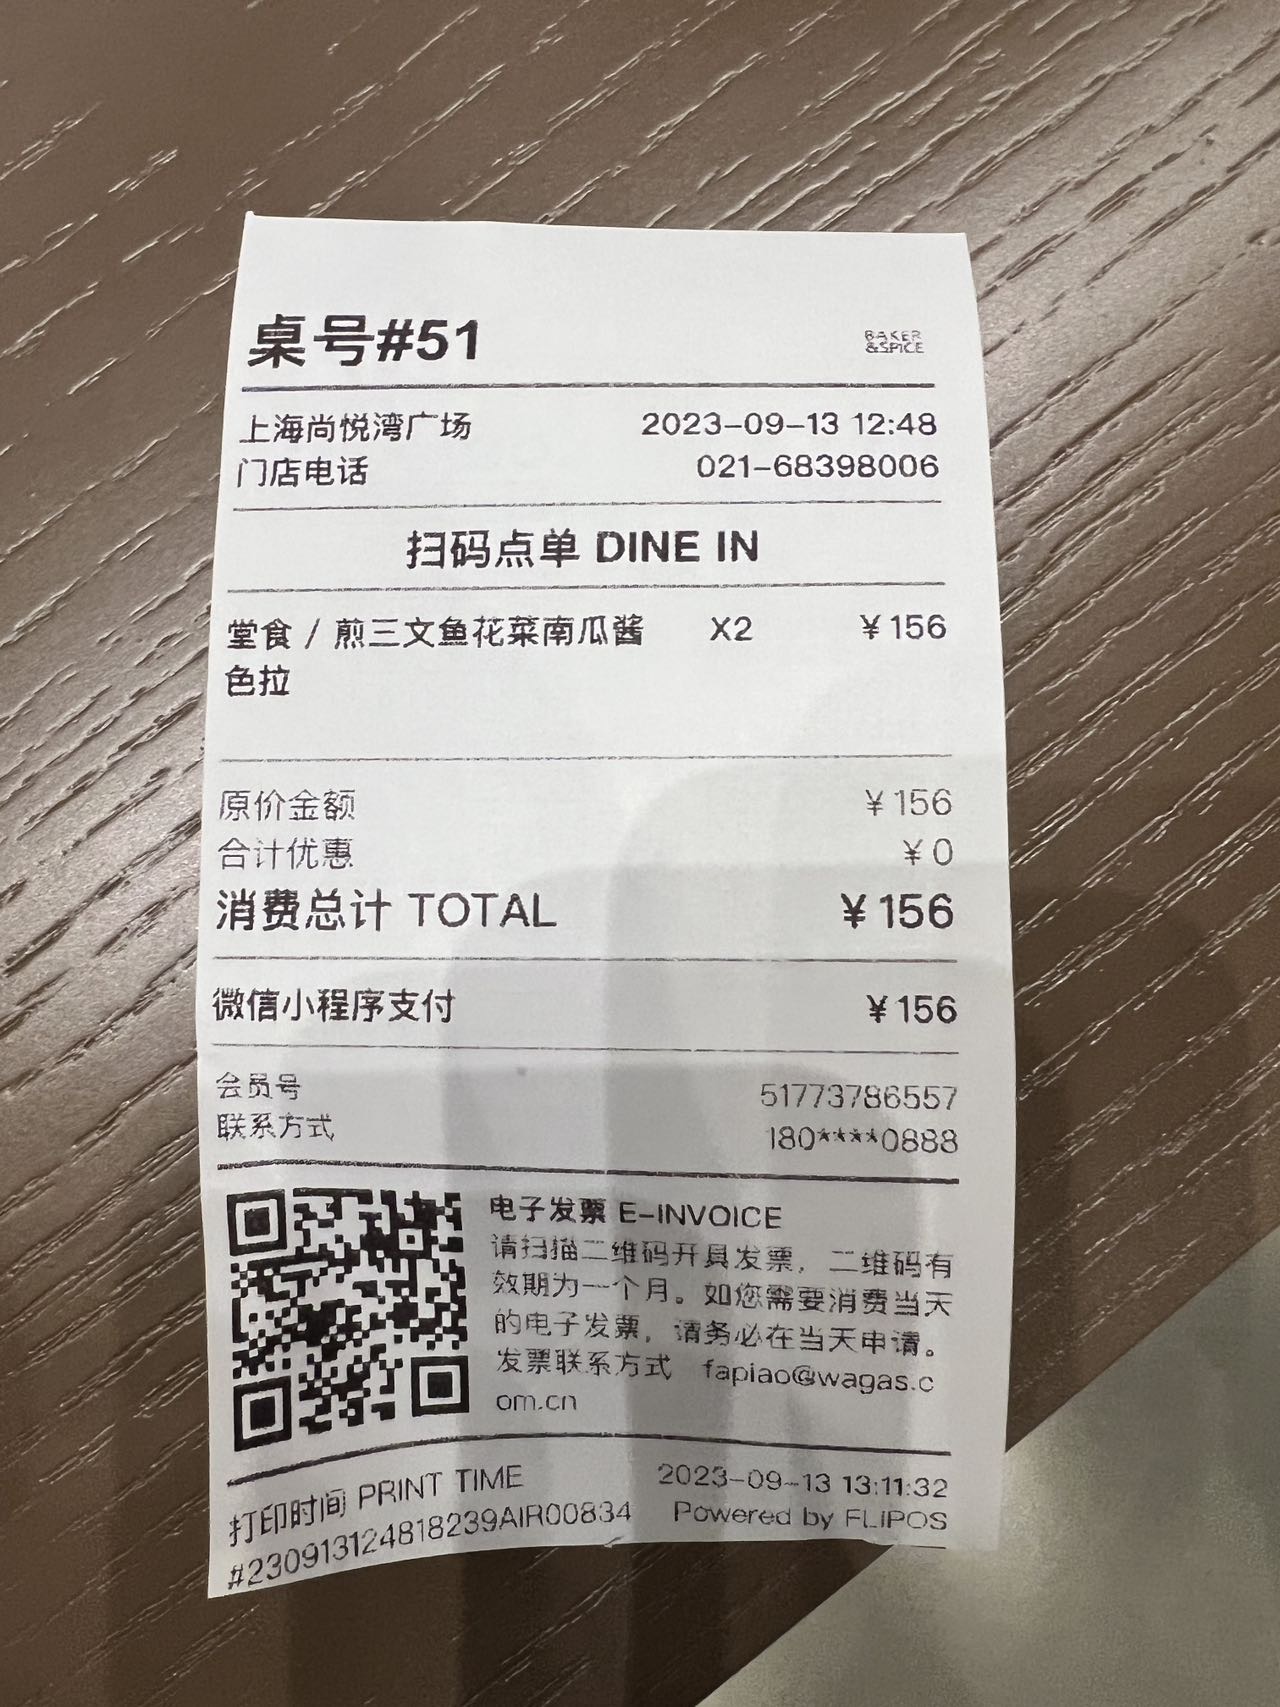 桌号#51
BAKER
&SPICE
上海尚悦湾广场 2023-09-13 12:48
门店电话 021-68398006
扫码点单 DINE IN
堂食 / 煎三文鱼花菜南瓜酱 X2 ¥156
色拉
原价金额 ¥156
合计优惠 ¥0
消费总计 TOTAL ¥156
微信小程序支付 ¥156
会员号 51773786557
联系方式 180****0888
电子发票 E-INVOICE
请扫描二维码开具发票，二维码有
效期为一个月。如您需要消费当天
的电子发票，请务必在当天申请。
发票联系方式 fapiao@wagas.c
om.cn
打印时间 PRINT TIME 2023-09-13 13:11:32
#230913124818239AIR00834 Powered by FLIPOS